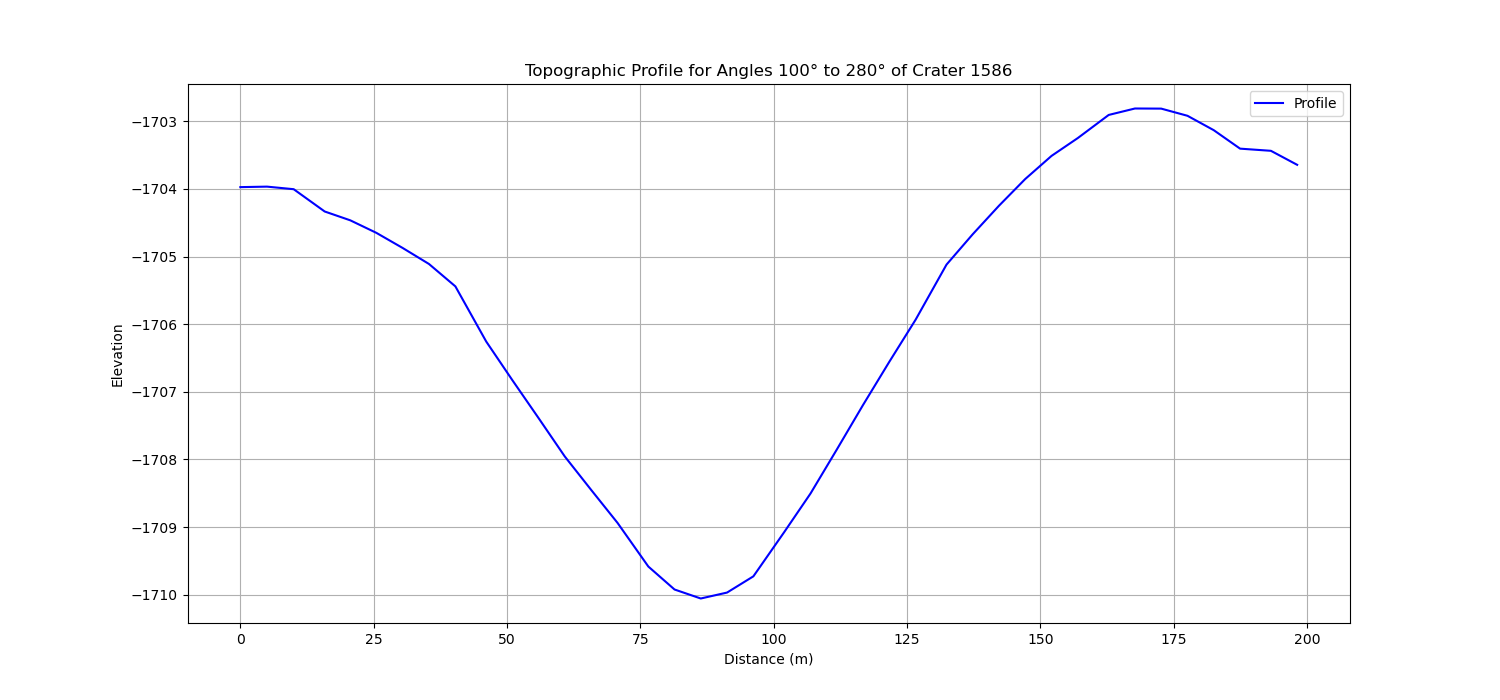 Topographic Profile for Angles 100° to 280° of Crater 1586
Profile
Elevation
−1703
−1704
−1705
−1706
−1707
−1708
−1709
−1710
0 25 50 75 100 125 150 175 200
Distance (m)